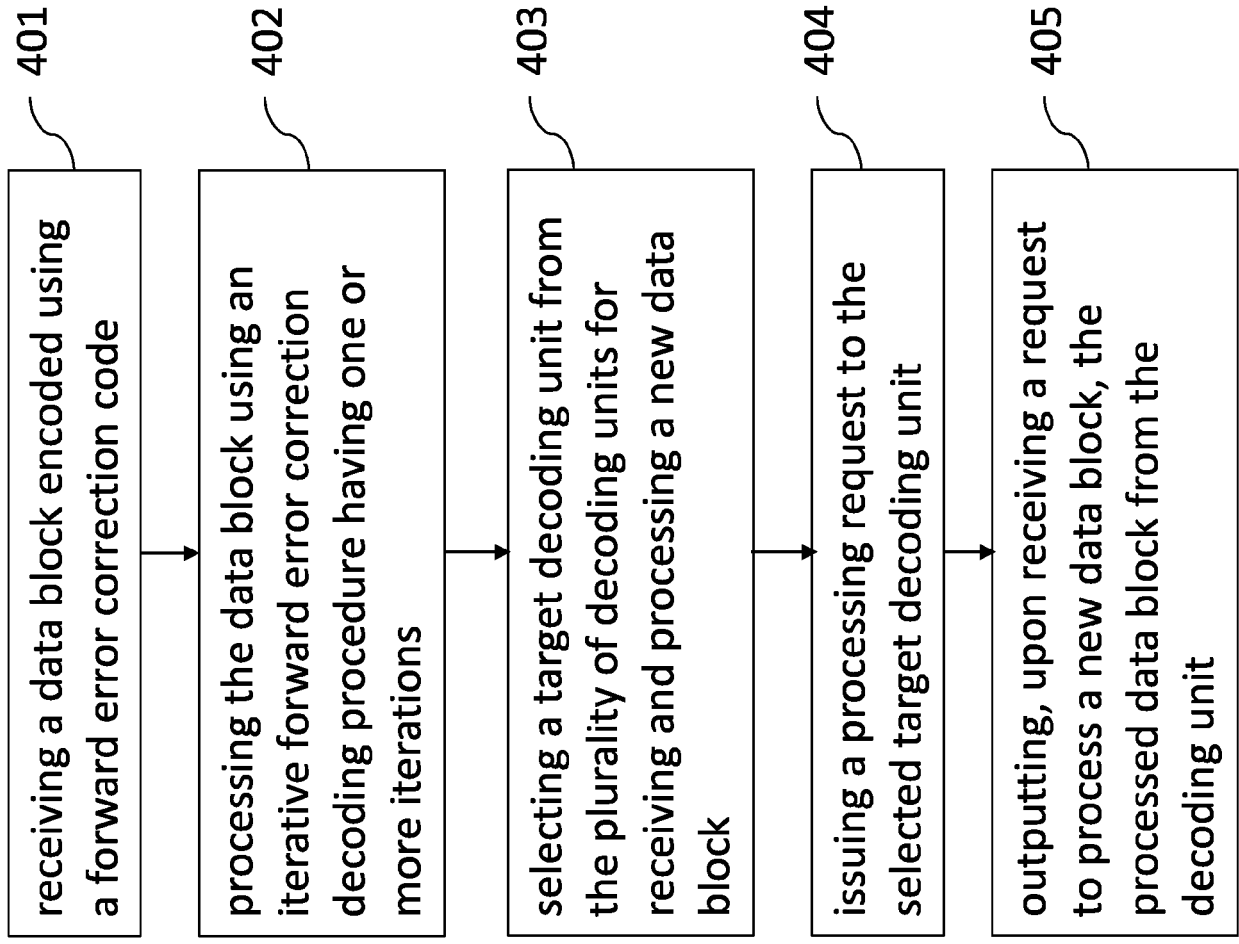 receiving a data block encoded using
a forward error correction code
401
processing the data block using an
iterative forward error correction
decoding procedure having one or
more iterations
402
selecting a target decoding unit from
the plurality of decoding units for
receiving and processing a new data
block
403
issuing a processing request to the
selected target decoding unit
404
outputting, upon receiving a request
to process a new data block, the
processed data block from the
decoding unit
405